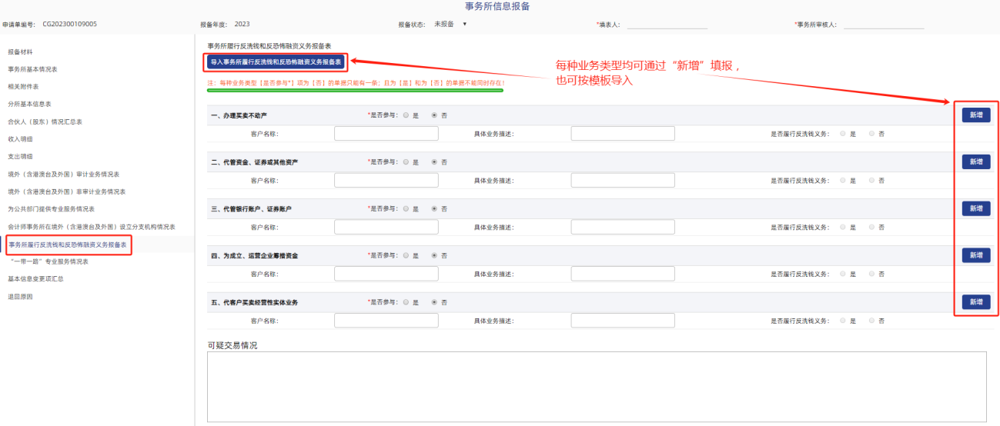 事务所信息报备
申请单编号: CG202300109005 报备年度: 2023 报备状态: 未报备 ▼ *填表人: *事务所审核人:
报备材料
事务所基本情况表
相关附件表
分所基本信息表
合伙人（股东）情况汇总表
收入明细
支出明细
境外（含港澳台及外国）审计业务情况表
境外（含港澳台及外国）非审计业务情况表
为公共部门提供专业服务情况表
会计师事务所在境外（含港澳台及外国）设立分支机构情况表
事务所履行反洗钱和反恐怖融资义务报备表
“一带一路”专业服务情况表
基本信息变更项汇总
退回原因
事务所履行反洗钱和反恐怖融资义务报备表
导入事务所履行反洗钱和反恐怖融资义务报备表
注: 每种业务类型【是否参与*】项为【否】的单据只能有一条；且为【是】和为【否】的单据不能同时存在!
每种业务类型均可通过“新增”填报，
也可按模板导入
一、办理买卖不动产 *是否参与: 是 否 新增
客户名称: 具体业务描述: 是否履行反洗钱义务: 是 否
二、代管资金、证券或其他资产 *是否参与: 是 否 新增
客户名称: 具体业务描述: 是否履行反洗钱义务: 是 否
三、代管银行账户、证券账户 *是否参与: 是 否 新增
客户名称: 具体业务描述: 是否履行反洗钱义务: 是 否
四、为成立、运营企业筹措资金 *是否参与: 是 否 新增
客户名称: 具体业务描述: 是否履行反洗钱义务: 是 否
五、代客户买卖经营性实体业务 *是否参与: 是 否 新增
客户名称: 具体业务描述: 是否履行反洗钱义务: 是 否
可疑交易情况